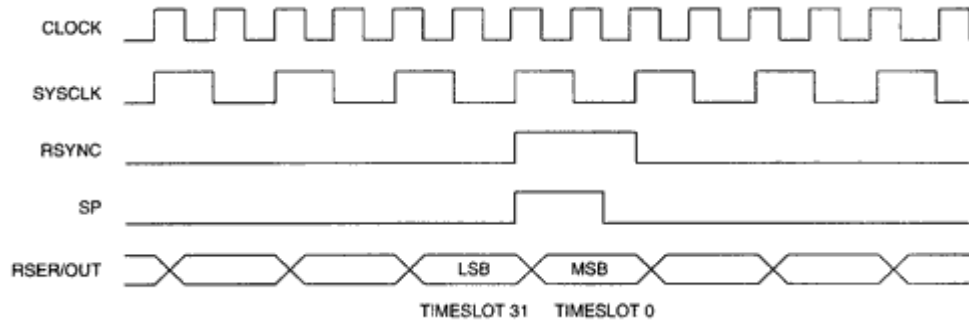 CLOCK
SYSCLK
RSYNC
SP
RSER/OUT LSB MSB
TIMESLOT 31 TIMESLOT 0